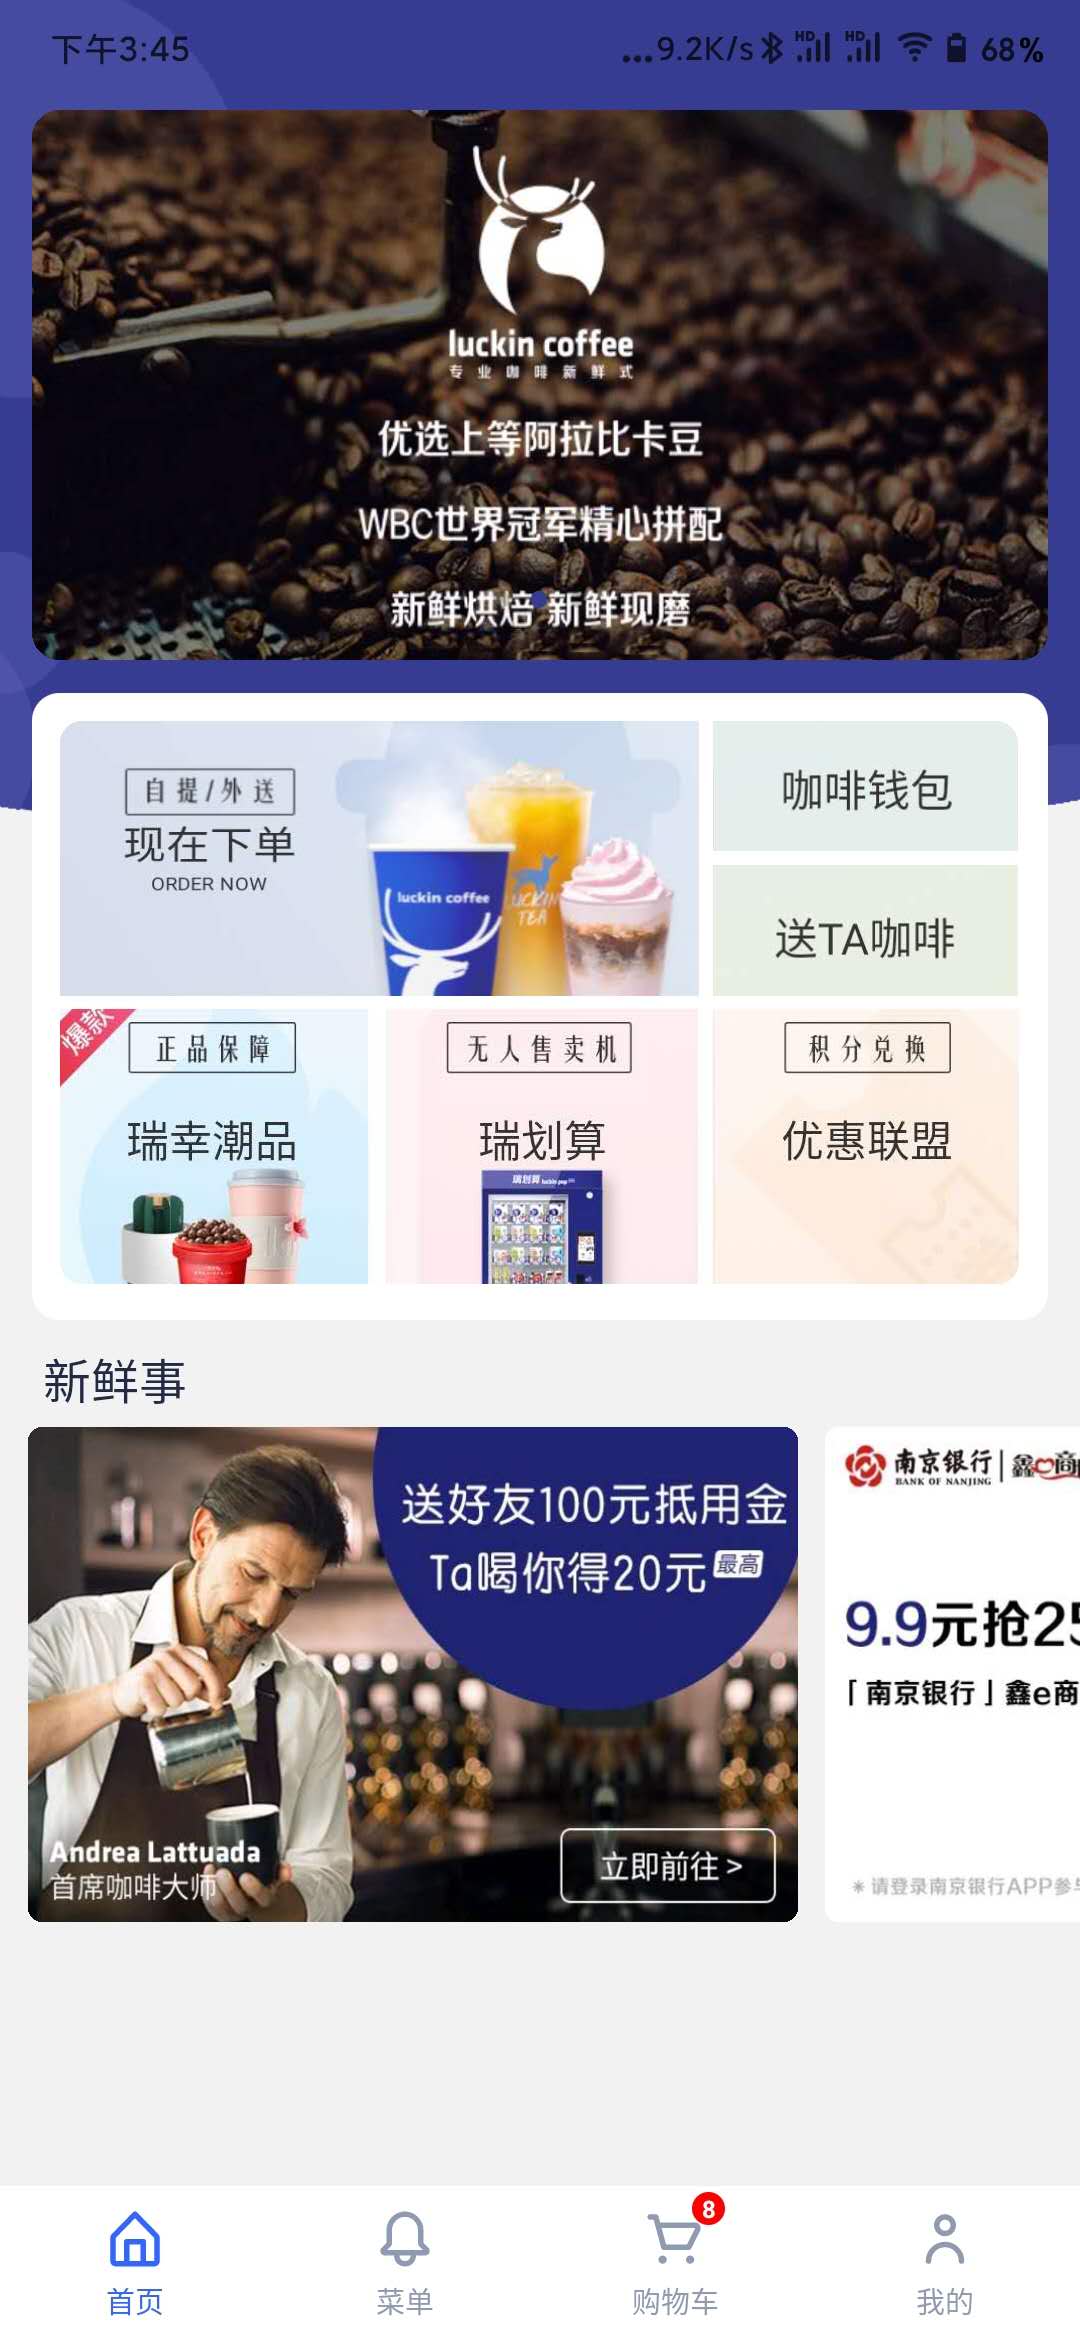 下午3:45
...9.2K/s HD HD 68%
luckin coffee
专业咖啡新鲜式
优选上等阿拉比卡豆
WBC世界冠军精心拼配
新鲜烘焙 新鲜现磨
自提/外送
现在下单
ORDER NOW
luckin coffee
LUCKIN
TEA
咖啡钱包
送TA咖啡
爆款
正品保障
瑞幸潮品
无人售卖机
瑞划算
瑞划算
积分兑换
优惠联盟
新鲜事
送好友100元抵用金
Ta喝你得20元最高
Andrea Lattuada
首席咖啡大师
立即前往 >
南京银行
BANK OF NANJING
鑫e商
9.9元抢25
「南京银行」鑫e商
* 请登录南京银行APP参与
8
首页
菜单
购物车
我的